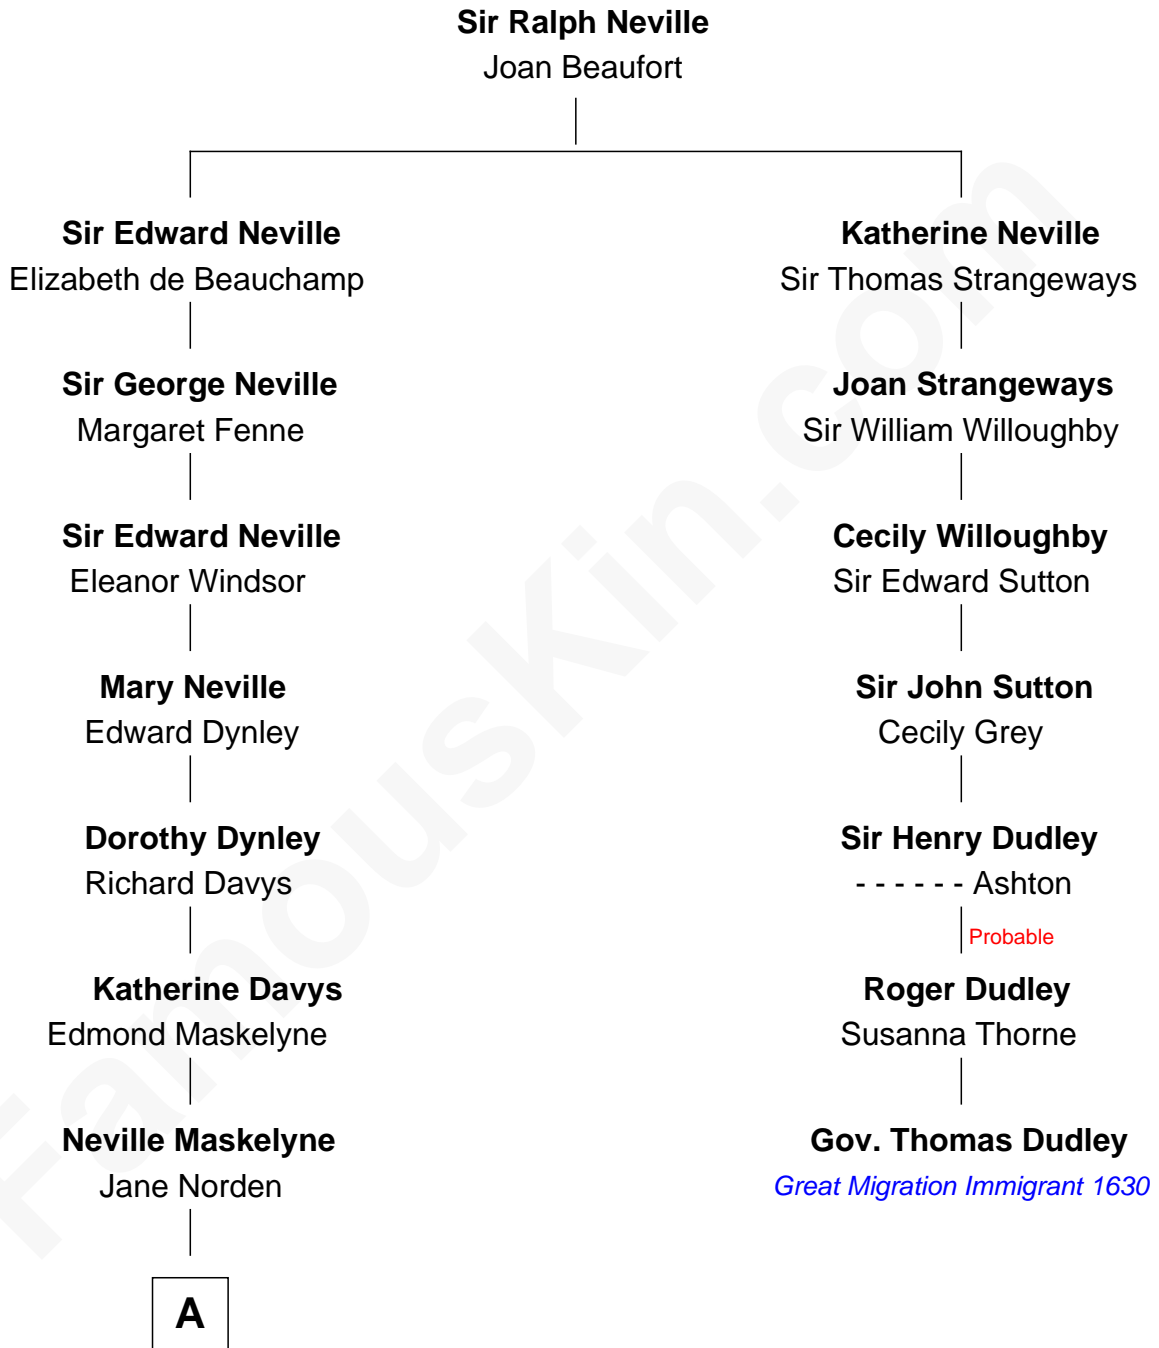 Sir Ralph Neville
Joan Beaufort
Sir Edward Neville
Elizabeth de Beauchamp
Katherine Neville
Sir Thomas Strangeways
Sir George Neville
Margaret Fenne
Joan Strangeways
Sir William Willoughby
Sir Edward Neville
Eleanor Windsor
Cecily Willoughby
Sir Edward Sutton
Mary Neville
Edward Dynley
Sir John Sutton
Cecily Grey
Dorothy Dynley
Richard Davys
Sir Henry Dudley
- - - - - - Ashton
Probable
Katherine Davys
Edmond Maskelyne
Roger Dudley
Susanna Thorne
Neville Maskelyne
Jane Norden
Gov. Thomas Dudley
Great Migration Immigrant 1630
A
FamousKin.com